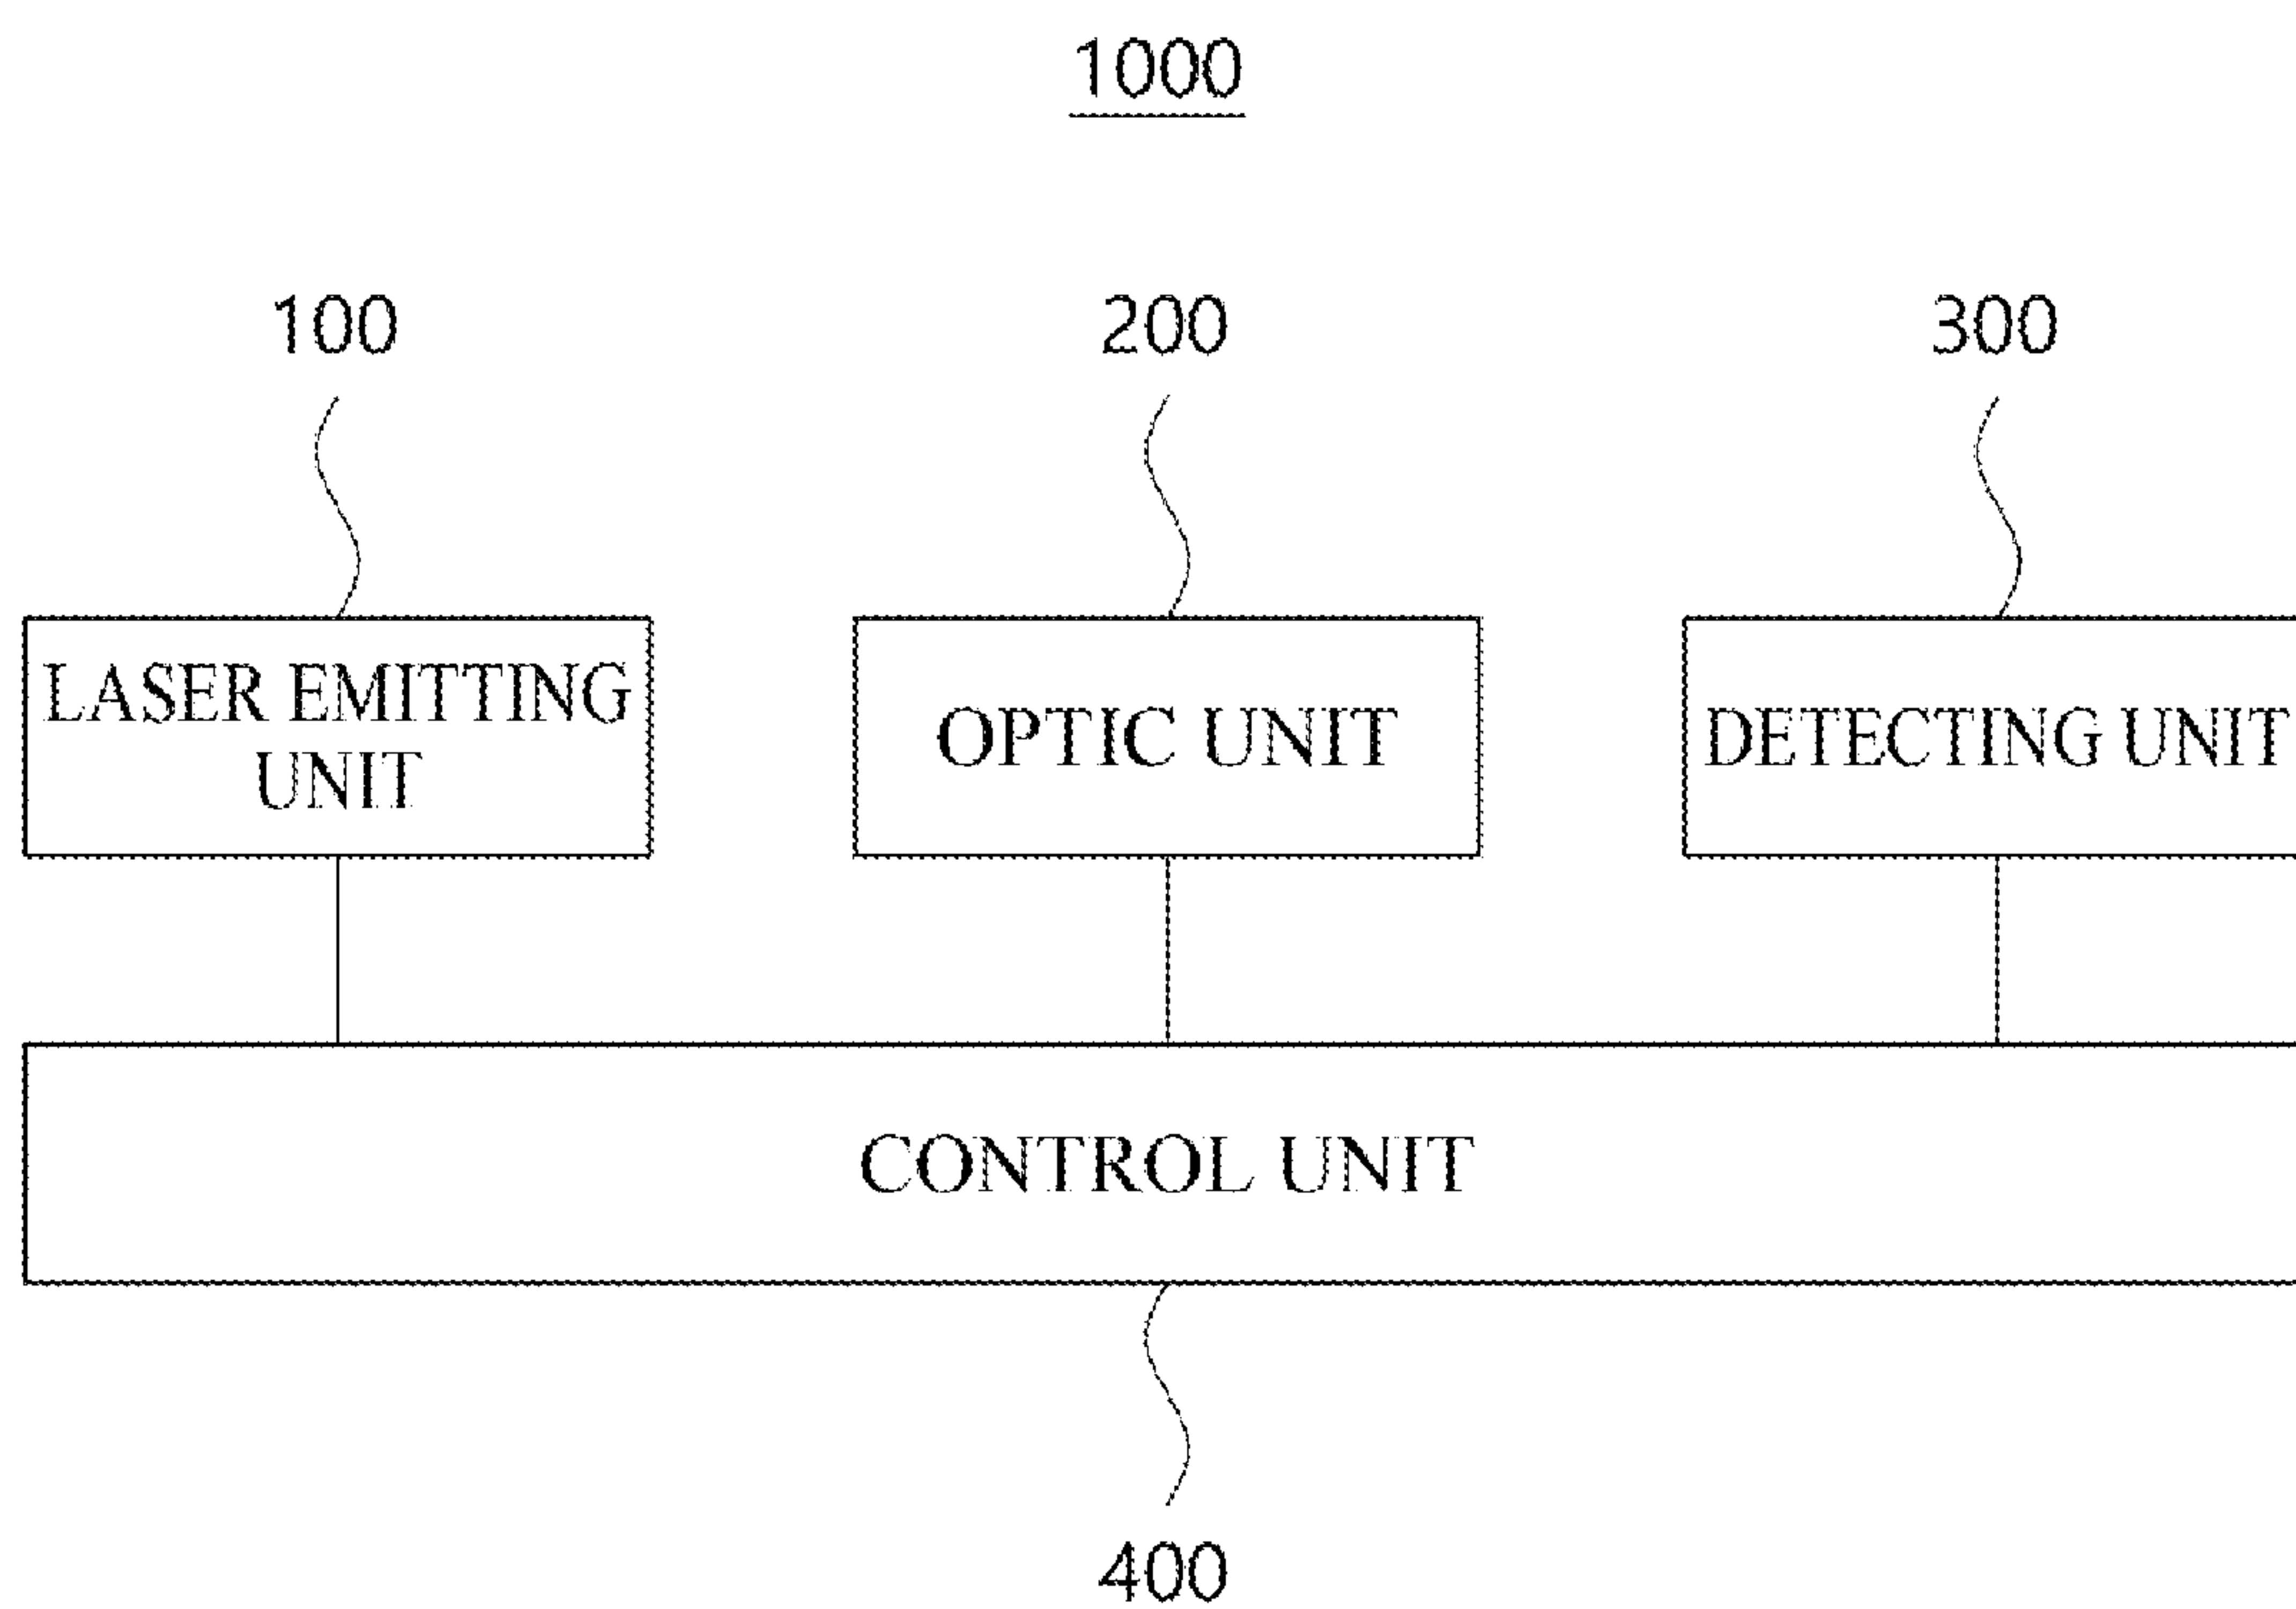 1000
100
200
300
LASER EMITTING
UNIT
OPTIC UNIT
DETECTING UNIT
CONTROL UNIT
400